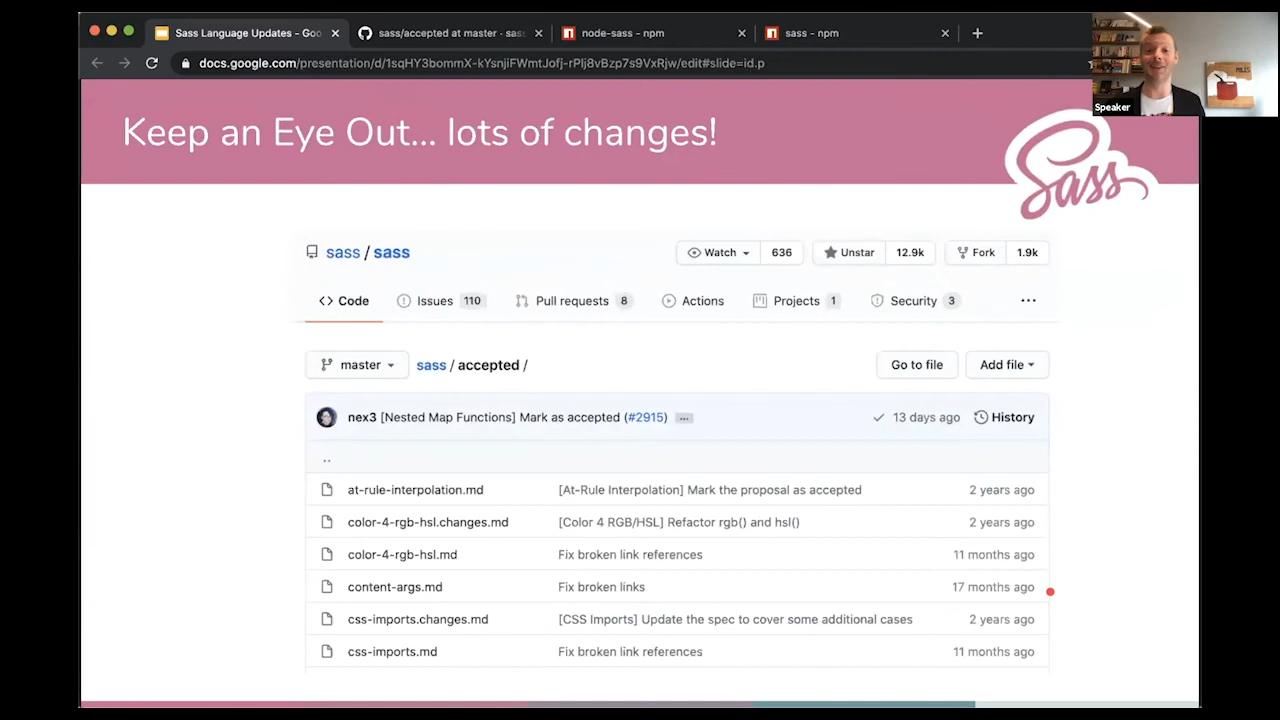 Sass Language Updates - Goo
sass/accepted at master · sas
node-sass - npm
sass - npm
docs.google.com/presentation/d/1sqHY3bommX-kYsnjiFWmtJofj-rPlj8vBzp7s9VxRjw/edit#slide=id.p
Speaker
Keep an Eye Out... lots of changes!
Sass
sass / sass
Watch 636 Unstar 12.9k Fork 1.9k
Code Issues 110 Pull requests 8 Actions Projects 1 Security 3 ...
master sass / accepted / Go to file Add file
nex3 [Nested Map Functions] Mark as accepted (#2915) ... 13 days ago History
..
at-rule-interpolation.md [At-Rule Interpolation] Mark the proposal as accepted 2 years ago
color-4-rgb-hsl.changes.md [Color 4 RGB/HSL] Refactor rgb() and hsl() 2 years ago
color-4-rgb-hsl.md Fix broken link references 11 months ago
content-args.md Fix broken links 17 months ago
css-imports.changes.md [CSS Imports] Update the spec to cover some additional cases 2 years ago
css-imports.md Fix broken link references 11 months ago